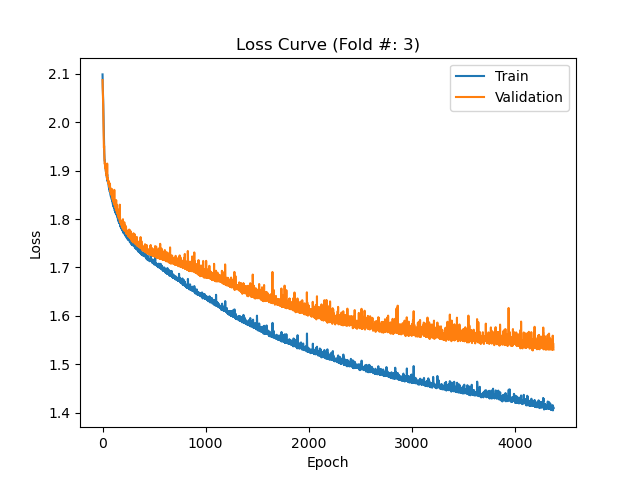 Loss Curve (Fold #: 3)
Train
Validation
2.1
2.0
1.9
1.8
1.7
1.6
1.5
1.4
Loss
0 1000 2000 3000 4000
Epoch